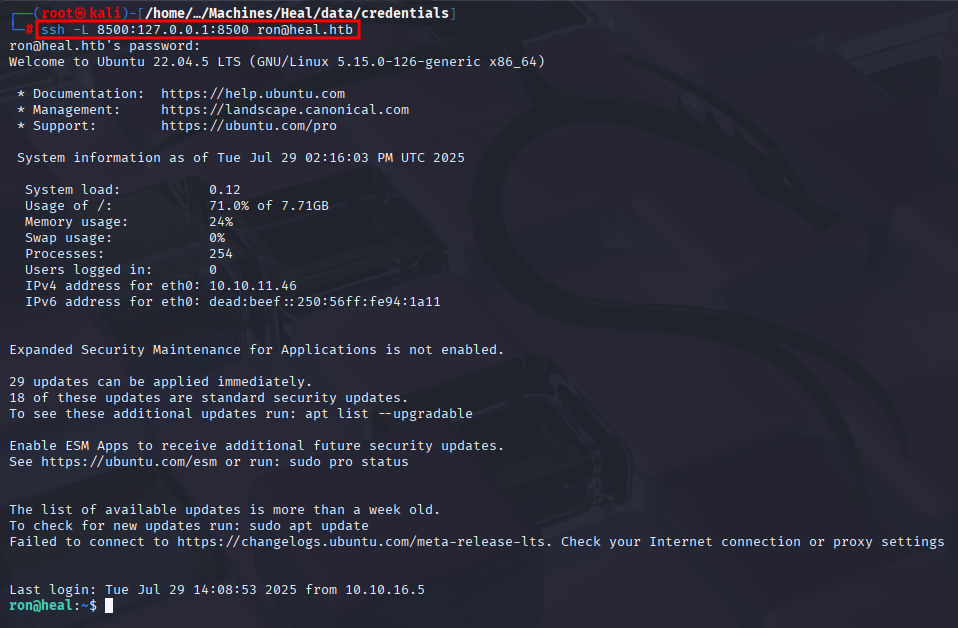 ┌──(root㉿kali)-[/home/…/Machines/Heal/data/credentials]
└─# ssh -L 8500:127.0.0.1:8500 ron@heal.htb
ron@heal.htb's password:
Welcome to Ubuntu 22.04.5 LTS (GNU/Linux 5.15.0-126-generic x86_64)

 * Documentation:  https://help.ubuntu.com
 * Management:     https://landscape.canonical.com
 * Support:        https://ubuntu.com/pro

 System information as of Tue Jul 29 02:16:03 PM UTC 2025

  System load:           0.12
  Usage of /:            71.0% of 7.71GB
  Memory usage:          24%
  Swap usage:            0%
  Processes:             254
  Users logged in:       0
  IPv4 address for eth0: 10.10.11.46
  IPv6 address for eth0: dead:beef::250:56ff:fe94:1a11


Expanded Security Maintenance for Applications is not enabled.

29 updates can be applied immediately.
18 of these updates are standard security updates.
To see these additional updates run: apt list --upgradable

Enable ESM Apps to receive additional future security updates.
See https://ubuntu.com/esm or run: sudo pro status


The list of available updates is more than a week old.
To check for new updates run: sudo apt update
Failed to connect to https://changelogs.ubuntu.com/meta-release-lts. Check your Internet connection or proxy settings


Last login: Tue Jul 29 14:08:53 2025 from 10.10.16.5
ron@heal:~$